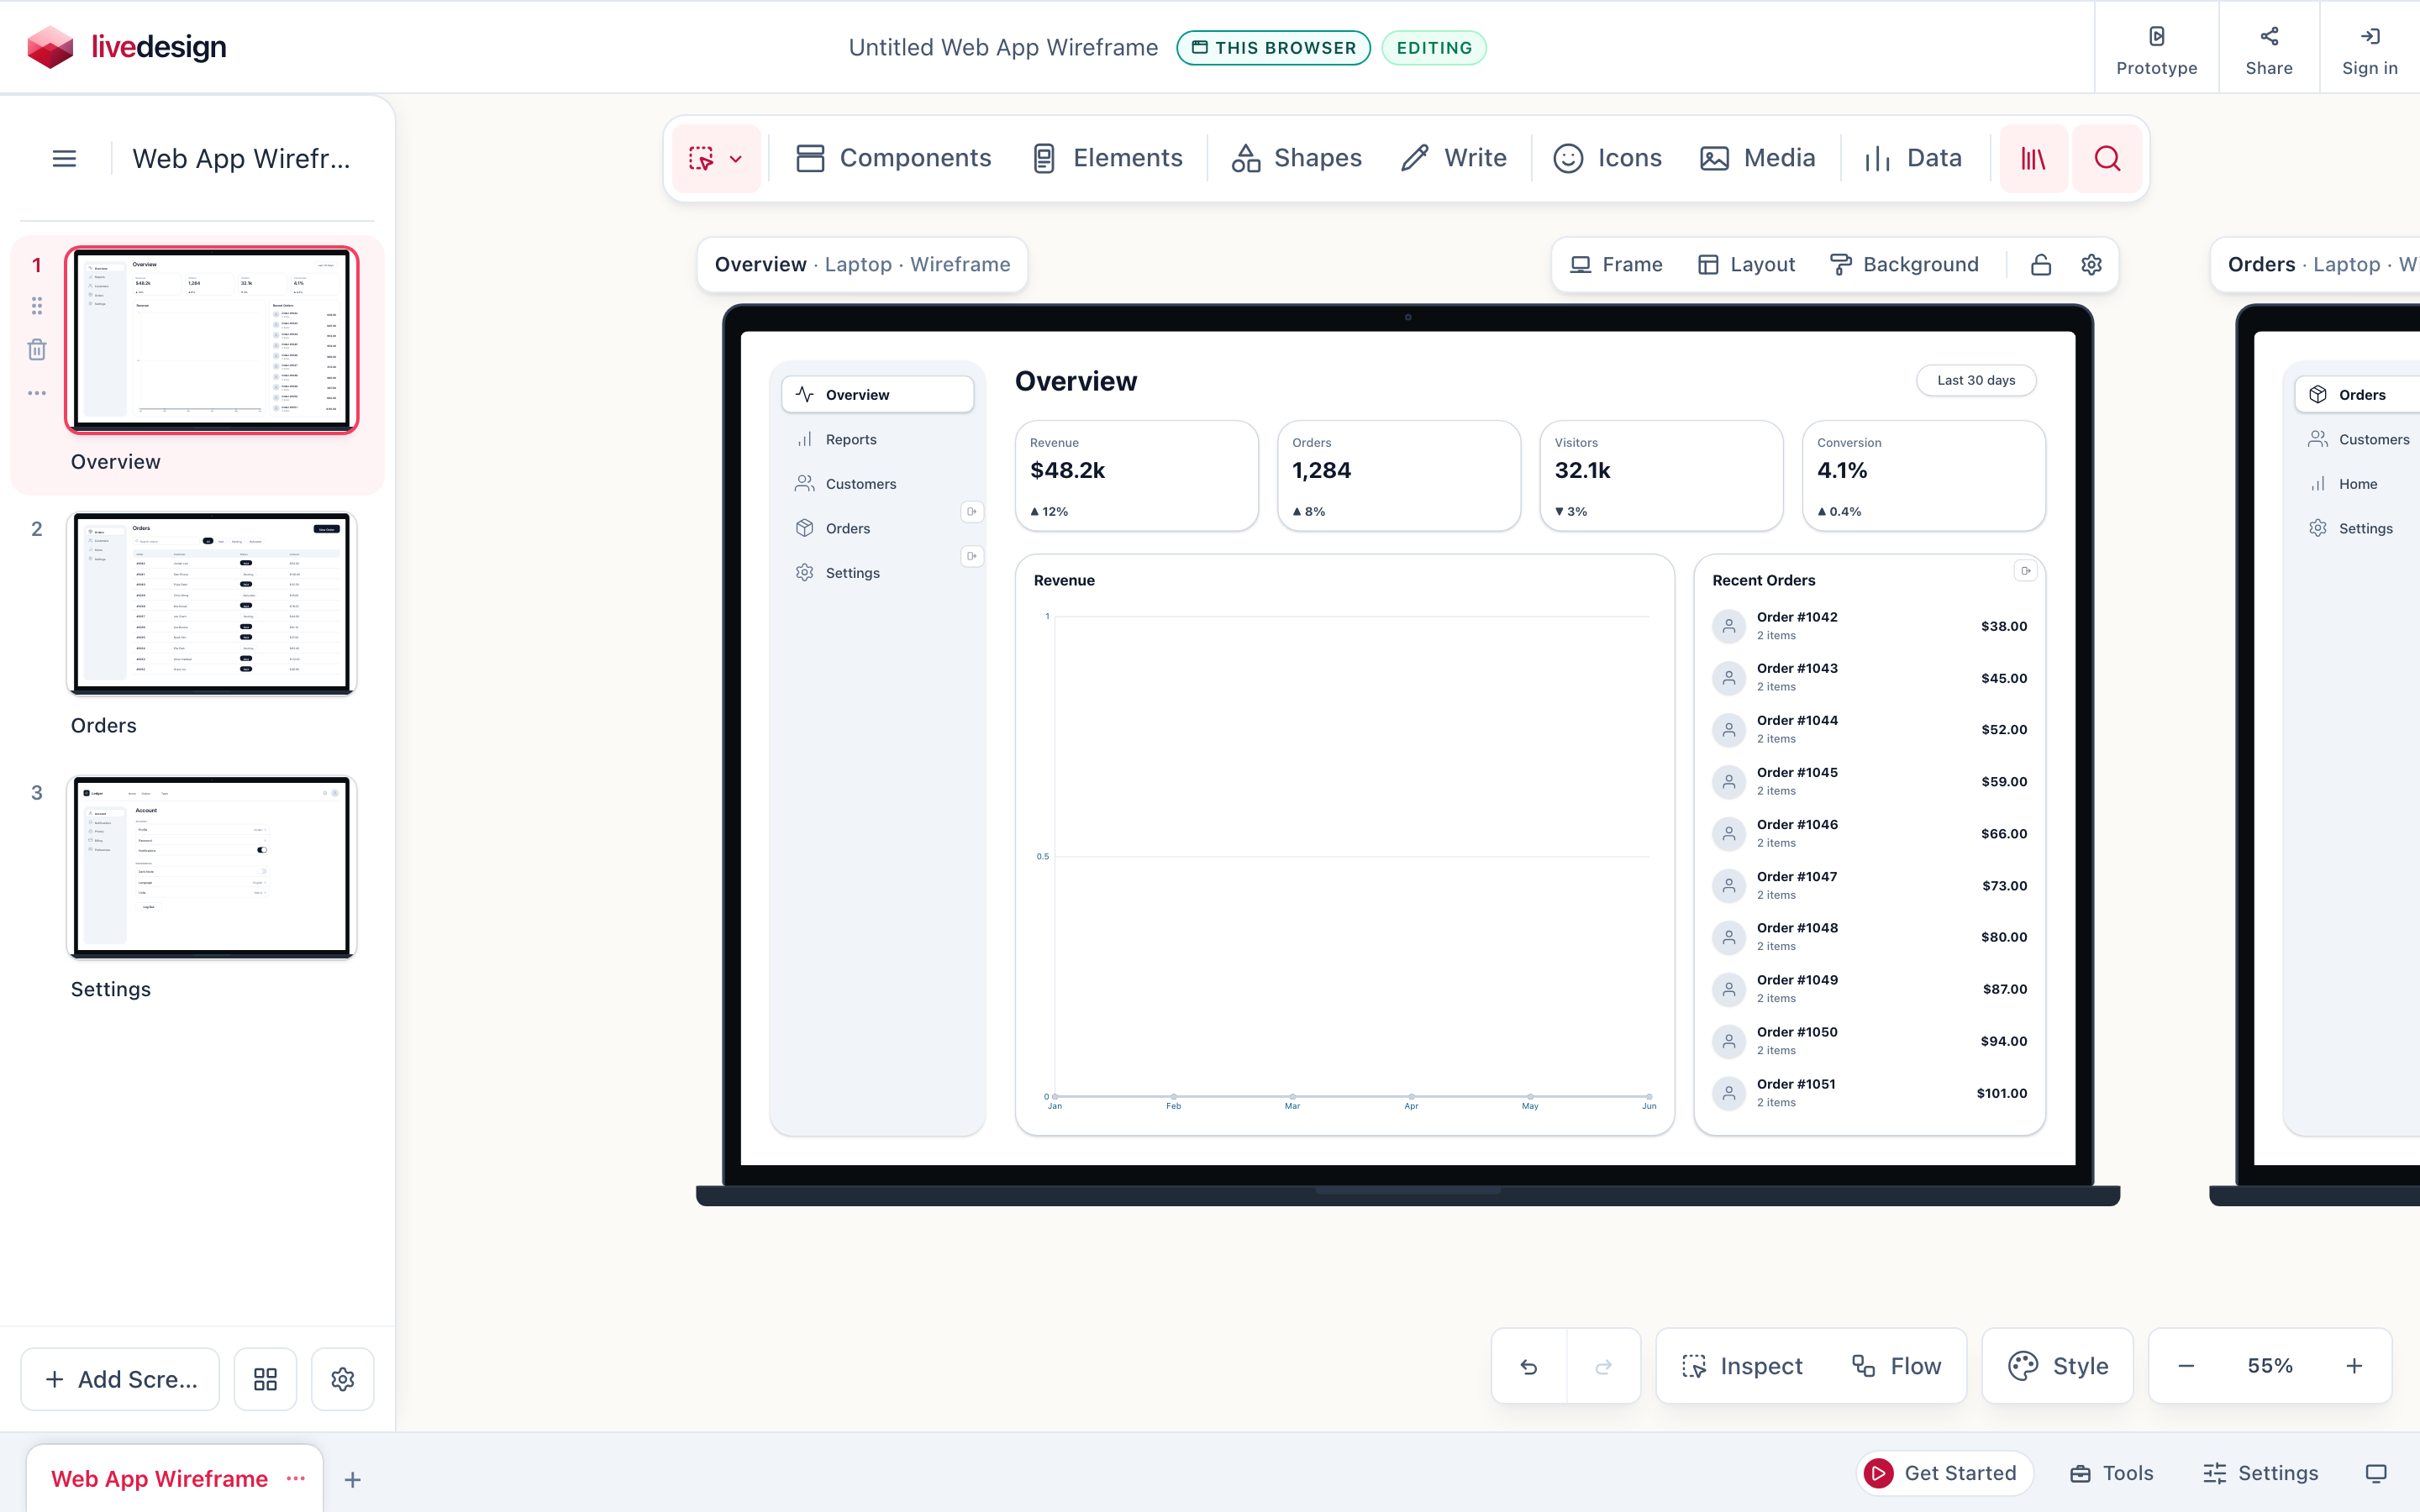 livedesign
Untitled Web App Wireframe
THIS BROWSER
EDITING
Prototype
Share
Sign in
Web App Wirefr...
Components
Elements
Shapes
Write
Icons
Media
Data
1
Overview
2
Orders
3
Settings
Overview · Laptop · Wireframe
Frame
Layout
Background
Orders · Laptop · Wi
Overview
Reports
Customers
Orders
Settings
Overview
Last 30 days
Revenue
$48.2k
▲ 12%
Orders
1,284
▲ 8%
Visitors
32.1k
▼ 3%
Conversion
4.1%
▲ 0.4%
Revenue
1
0.5
0
Jan
Feb
Mar
Apr
May
Jun
Recent Orders
Order #1042
2 items
$38.00
Order #1043
2 items
$45.00
Order #1044
2 items
$52.00
Order #1045
2 items
$59.00
Order #1046
2 items
$66.00
Order #1047
2 items
$73.00
Order #1048
2 items
$80.00
Order #1049
2 items
$87.00
Order #1050
2 items
$94.00
Order #1051
2 items
$101.00
Orders
Customers
Home
Settings
Add Scre...
Inspect
Flow
Style
55%
Web App Wireframe
Get Started
Tools
Settings